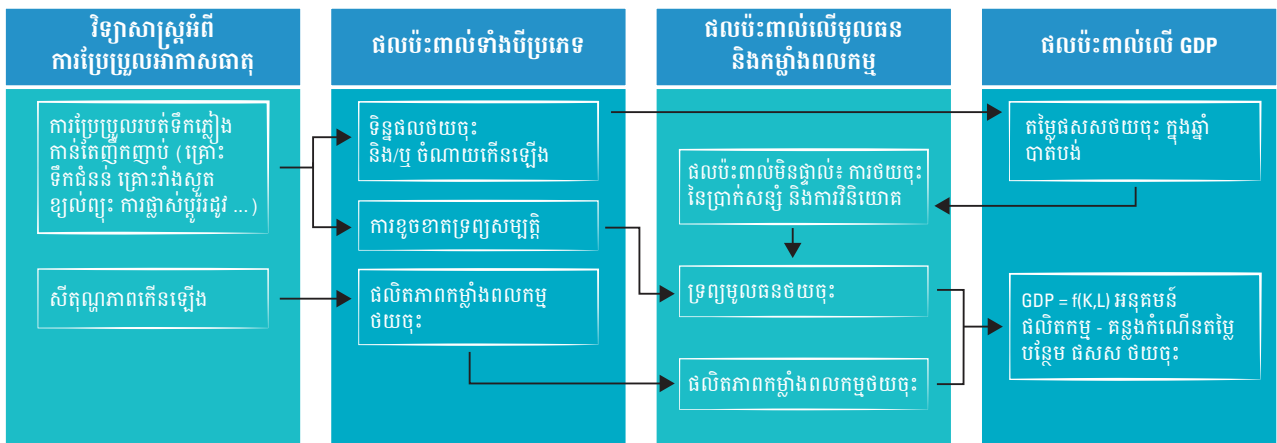 វិទ្យាសាស្ត្រអំពី
ការប្រែប្រួលអាកាសធាតុ
ការប្រែប្រួលរបត់ទឹកភ្លៀង
កាន់តែញឹកញាប់ (គ្រោះ
ទឹកជំនន់ គ្រោះរាំងស្ងួត
ខ្យល់ព្យុះ ការផ្លាស់ប្ដូររដូវ ...)
សីតុណ្ហភាពកើនឡើង
ផលប៉ះពាល់ទាំងបីប្រភេទ
ទិន្នផលថយចុះ
និង/ឬ ចំណាយកើនឡើង
ការខូចខាតទ្រព្យសម្បត្តិ
ផលិតភាពកម្លាំងពលកម្ម
ថយចុះ
ផលប៉ះពាល់លើមូលធន
និងកម្លាំងពលកម្ម
ផលប៉ះពាល់មិនផ្ទាល់៖ ការថយចុះ
នៃប្រាក់សន្សំ និងការវិនិយោគ
ទ្រព្យមូលធនថយចុះ
ផលិតភាពកម្លាំងពលកម្មថយចុះ
ផលប៉ះពាល់លើ GDP
តម្លៃផសសថយចុះ ក្នុងឆ្នាំ
បាត់បង់
GDP = f(K,L) អនុគមន៍
ផលិតកម្ម - គន្លងកំណើនតម្លៃ
បន្ថែម ផសស ថយចុះ